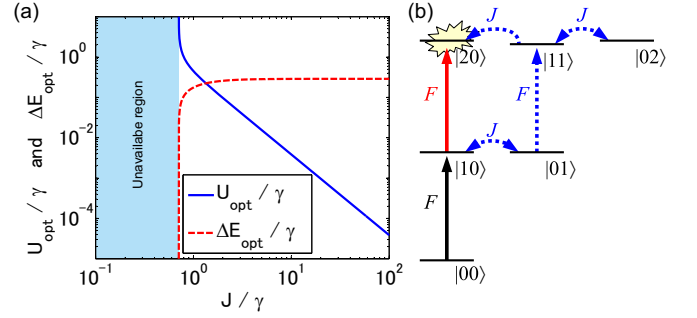 (a)
U_opt / γ and ΔE_opt / γ
10^0
10^-2
10^-4
Unavailabe region
U_opt / γ
ΔE_opt / γ
10^-1
10^0
10^1
10^2
J / γ
(b)
J
J
|20⟩
|11⟩
|02⟩
F
F
J
|10⟩
|01⟩
F
|00⟩